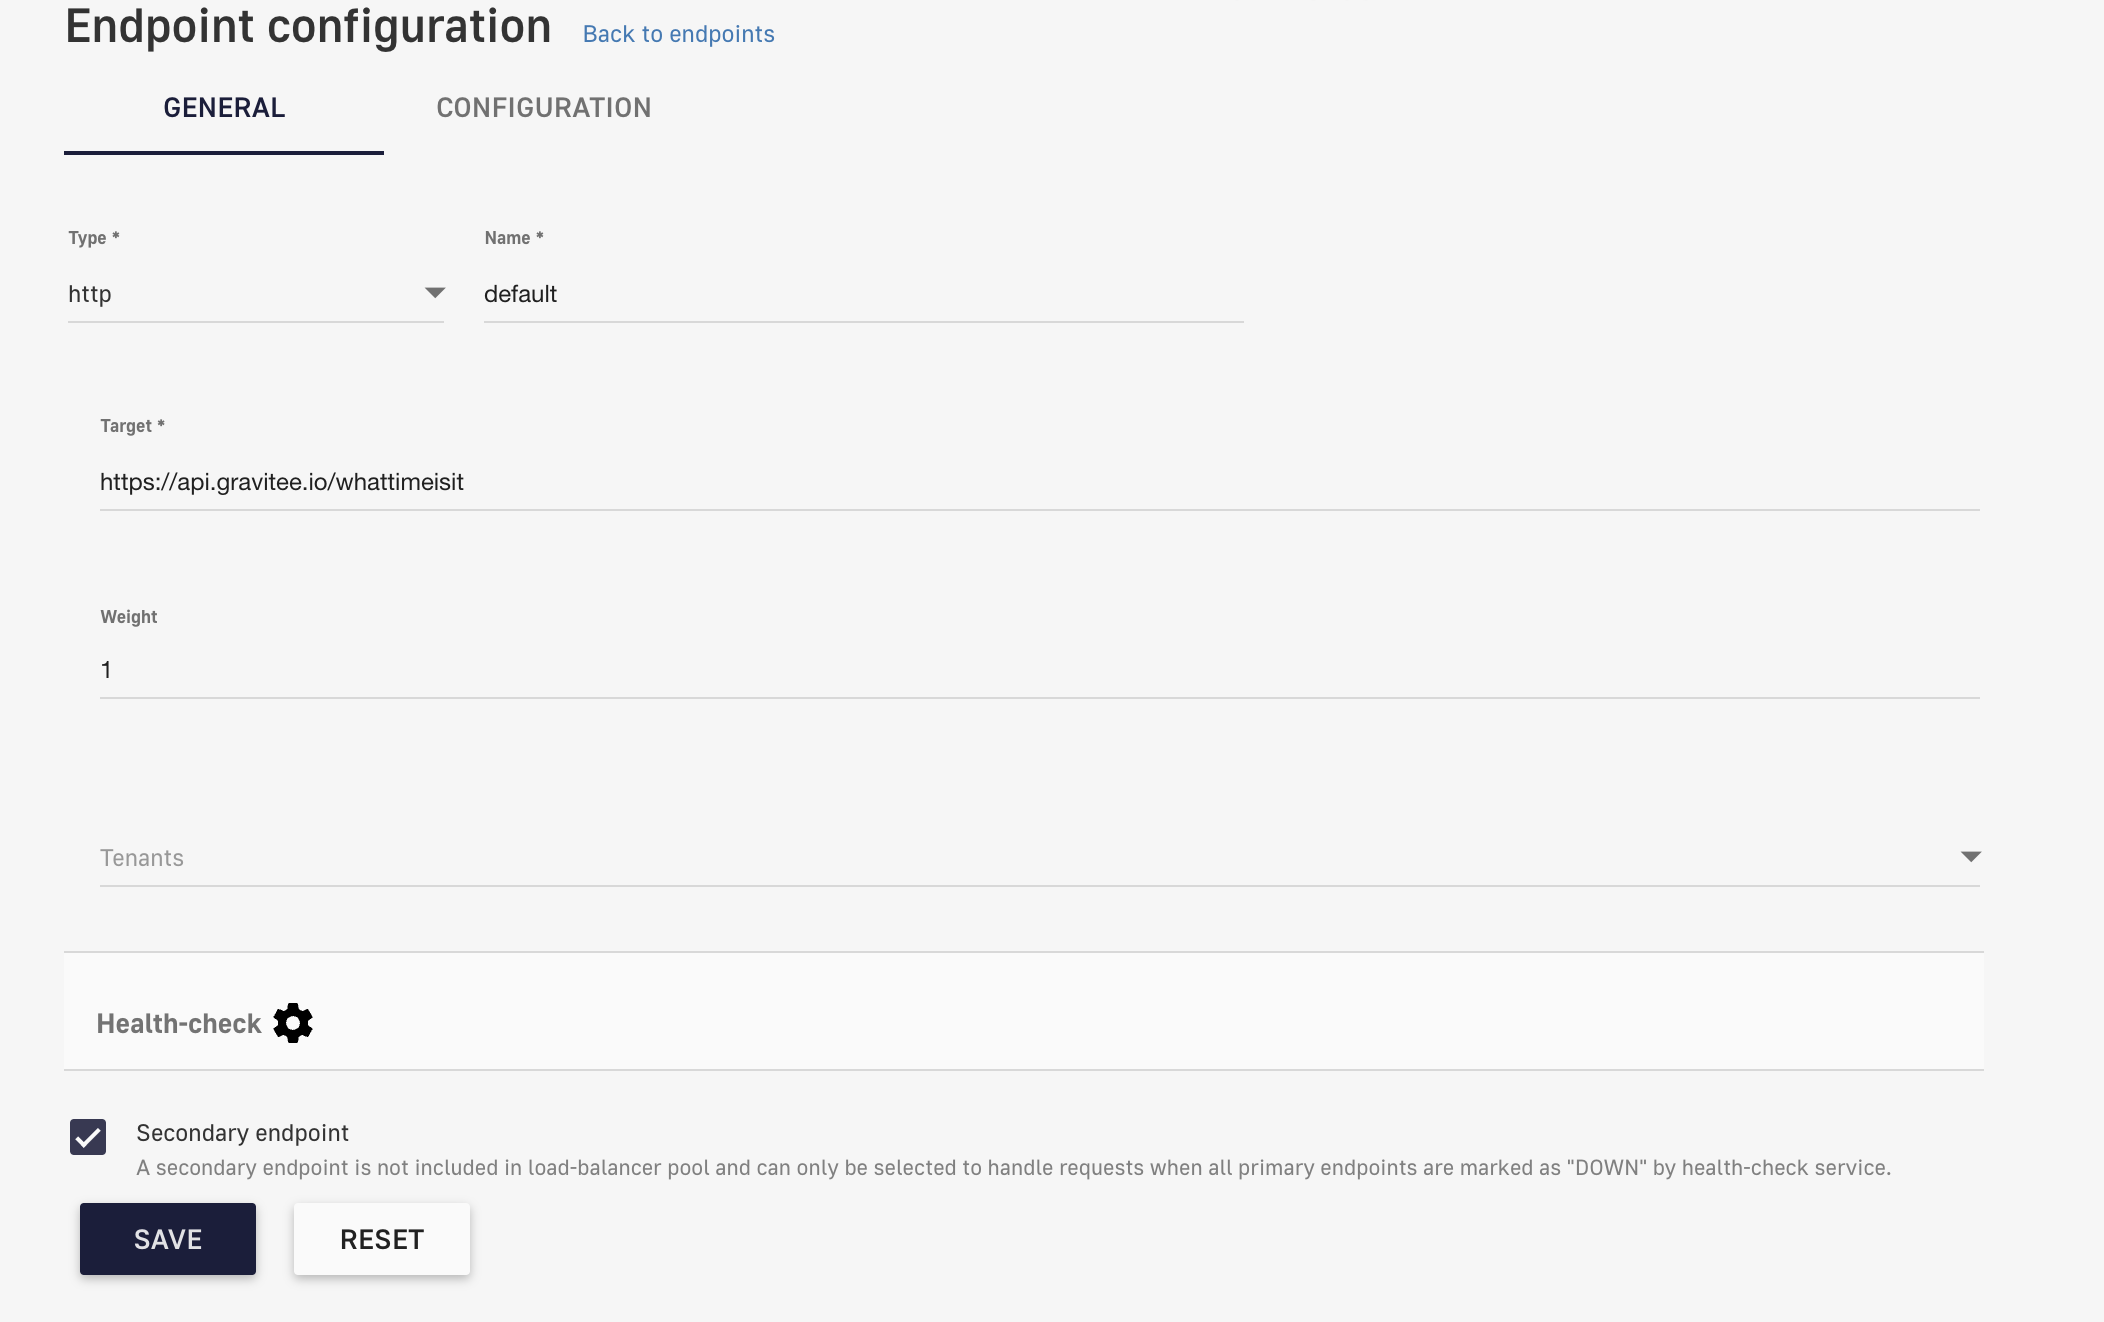 Endpoint configuration Back to endpoints
GENERAL CONFIGURATION
Type * Name *
http default
Target *
https://api.gravitee.io/whattimeisit
Weight
1
Tenants
Health-check
Secondary endpoint
A secondary endpoint is not included in load-balancer pool and can only be selected to handle requests when all primary endpoints are marked as "DOWN" by health-check service.
SAVE RESET